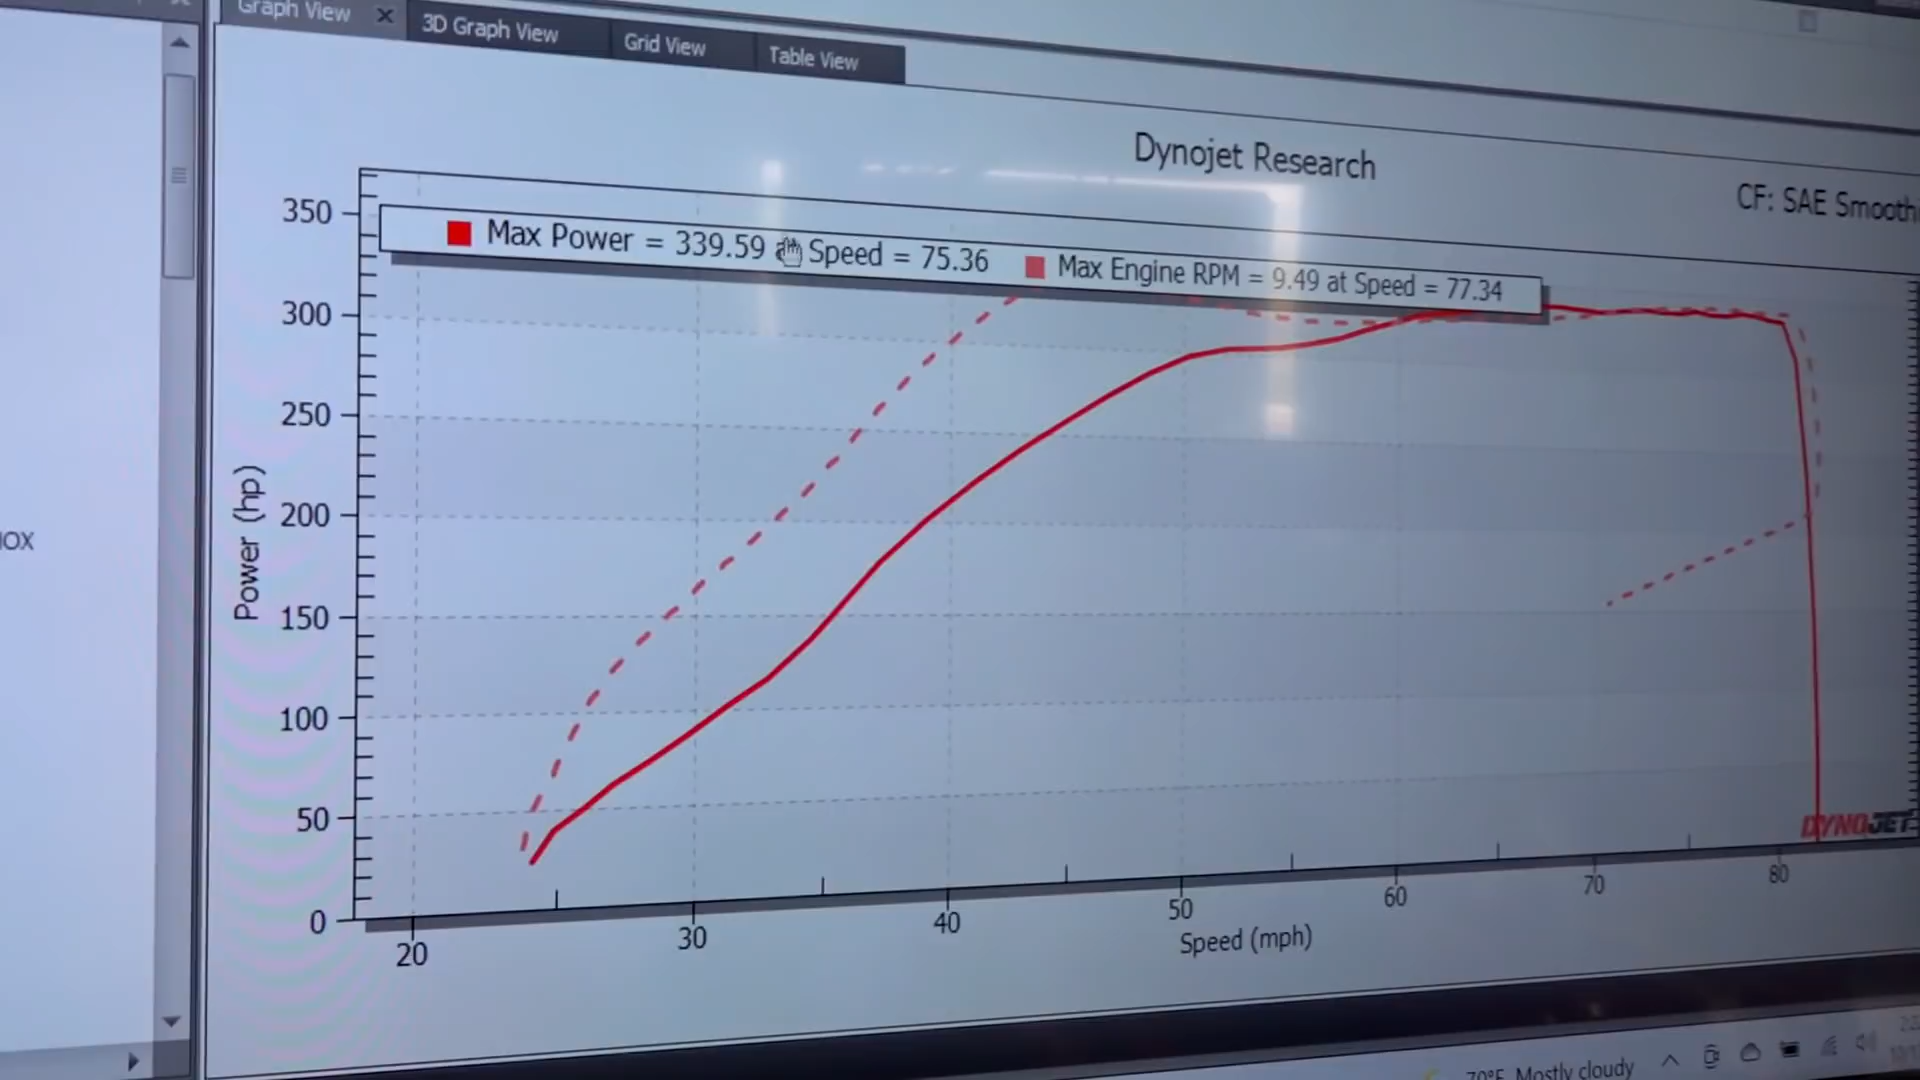 Graph View
3D Graph View
Grid View
Table View
Dynojet Research
CF: SAE Smooth
350
Max Power = 339.59 at Speed = 75.36
Max Engine RPM = 9.49 at Speed = 77.34
300
250
200
150
100
50
0
Power (hp)
IOX
20
30
40
50
60
70
80
Speed (mph)
DYNOJET
70°F Mostly cloudy